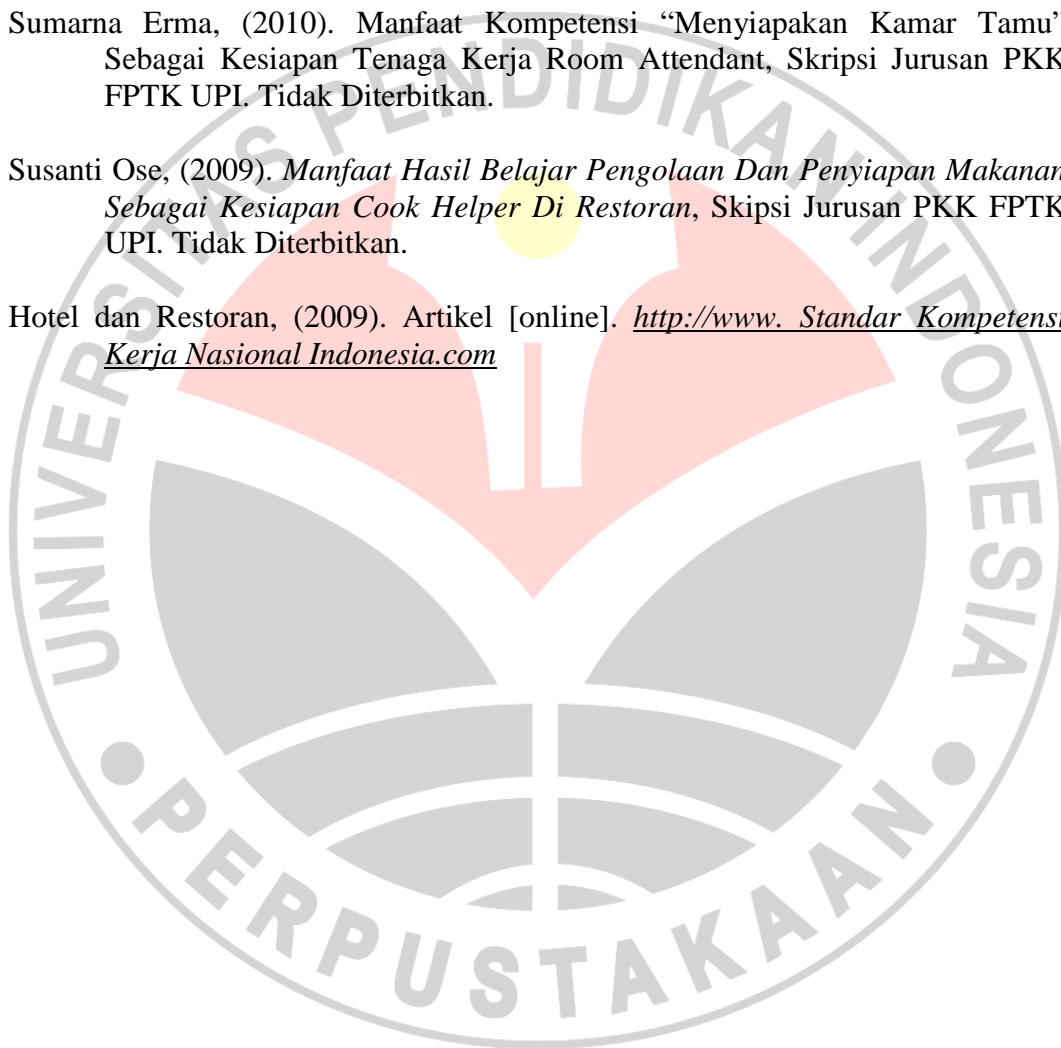 Sumarna Erma, (2010). Manfaat Kompetensi “Menyiapakan Kamar Tamu”
Sebagai Kesiapan Tenaga Kerja Room Attendant, Skripsi Jurusan PKK
FPTK UPI. Tidak Diterbitkan.
Susanti Ose, (2009). Manfaat Hasil Belajar Pengolaan Dan Penyiapan Makanan
Sebagai Kesiapan Cook Helper Di Restoran, Skipsi Jurusan PKK FPTK
UPI. Tidak Diterbitkan.
Hotel dan Restoran, (2009). Artikel [online]. http://www. Standar Kompetensi
Kerja Nasional Indonesia.com
UNIVERSITAS PENDIDIKAN INDONESIA
PERPUSTAKAAN